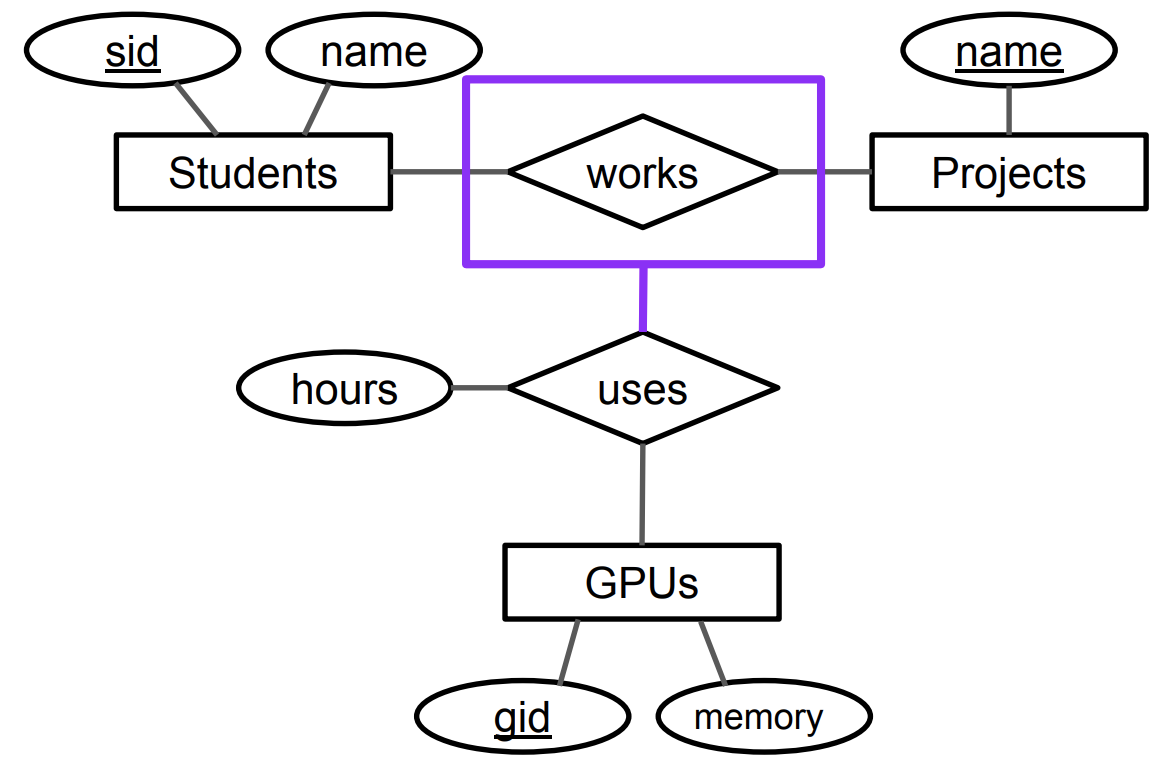 sid
name
name
Students
works
Projects
hours
uses
GPUs
gid
memory